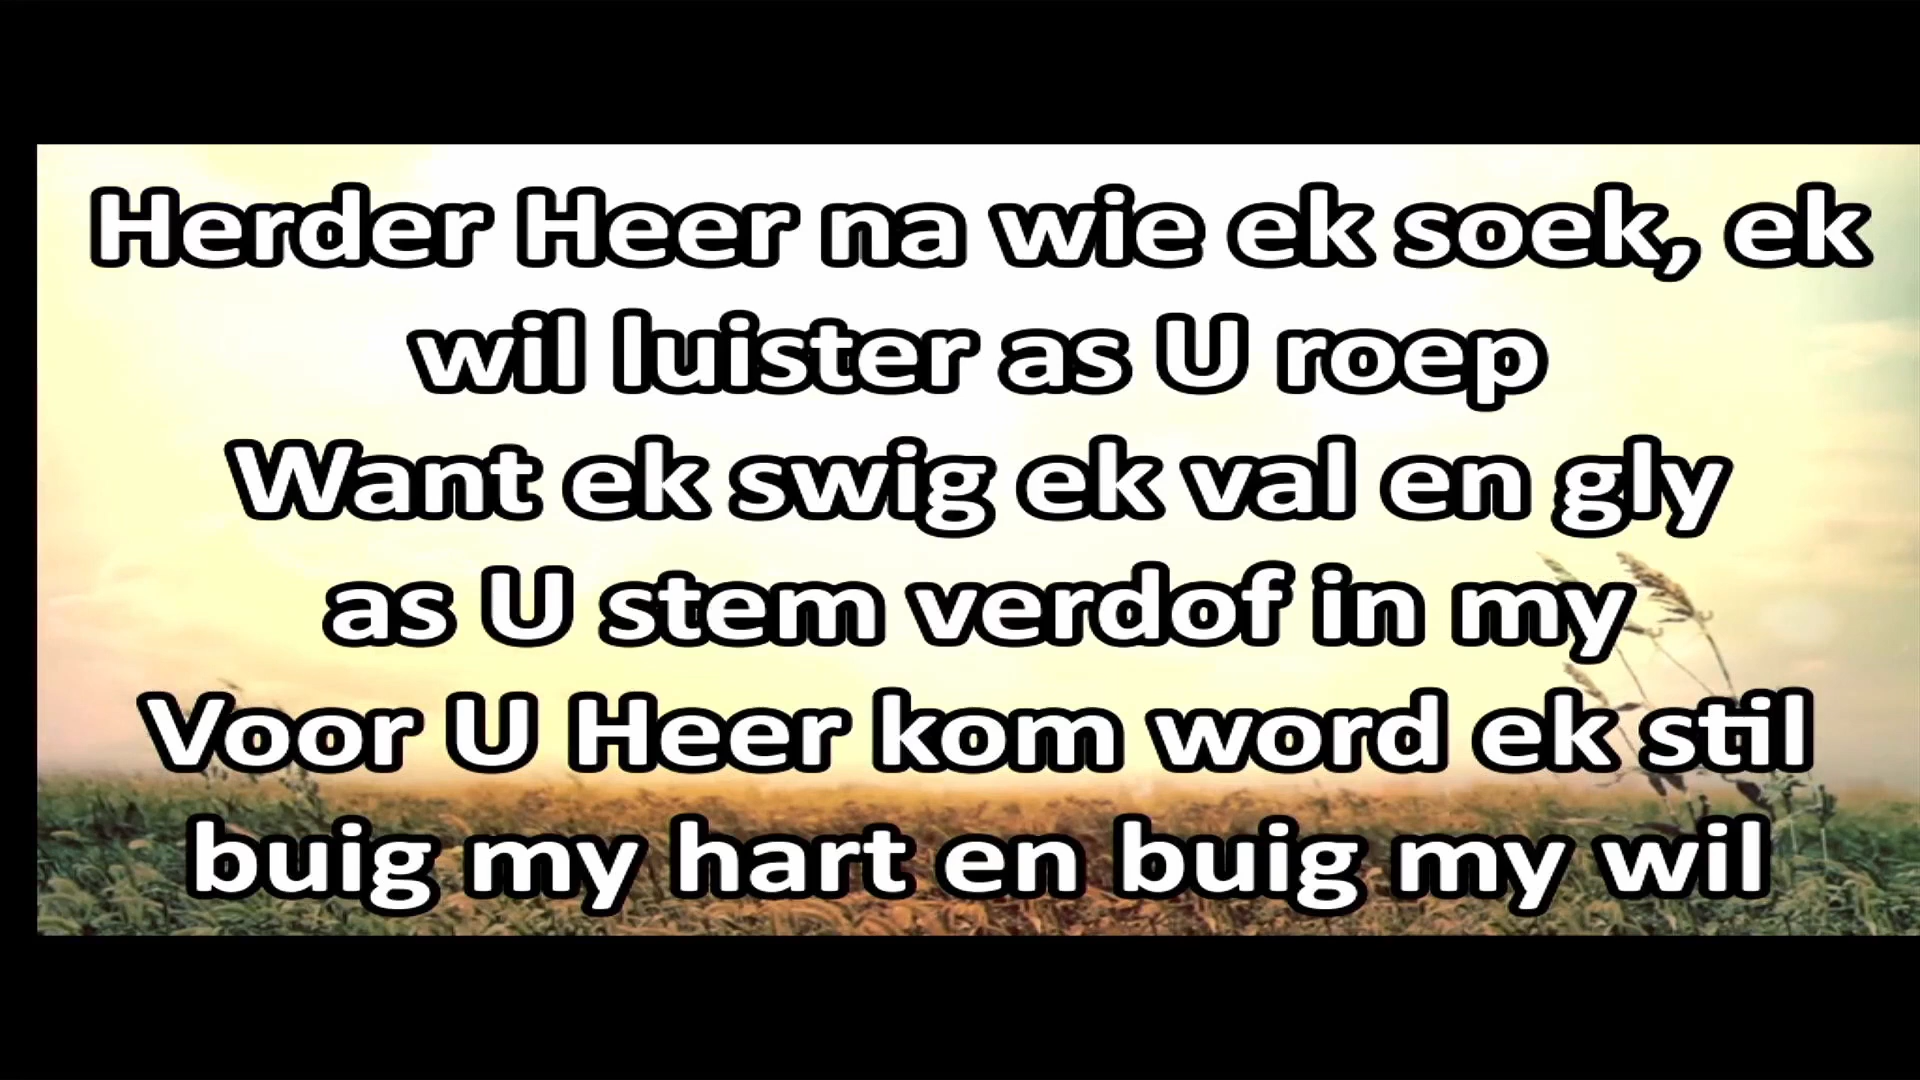 Herder Heer na wie ek soek, ek
wil luister as U roep
Want ek swig ek val en gly
as U stem verdof in my
Voor U Heer kom word ek stil
buig my hart en buig my wil